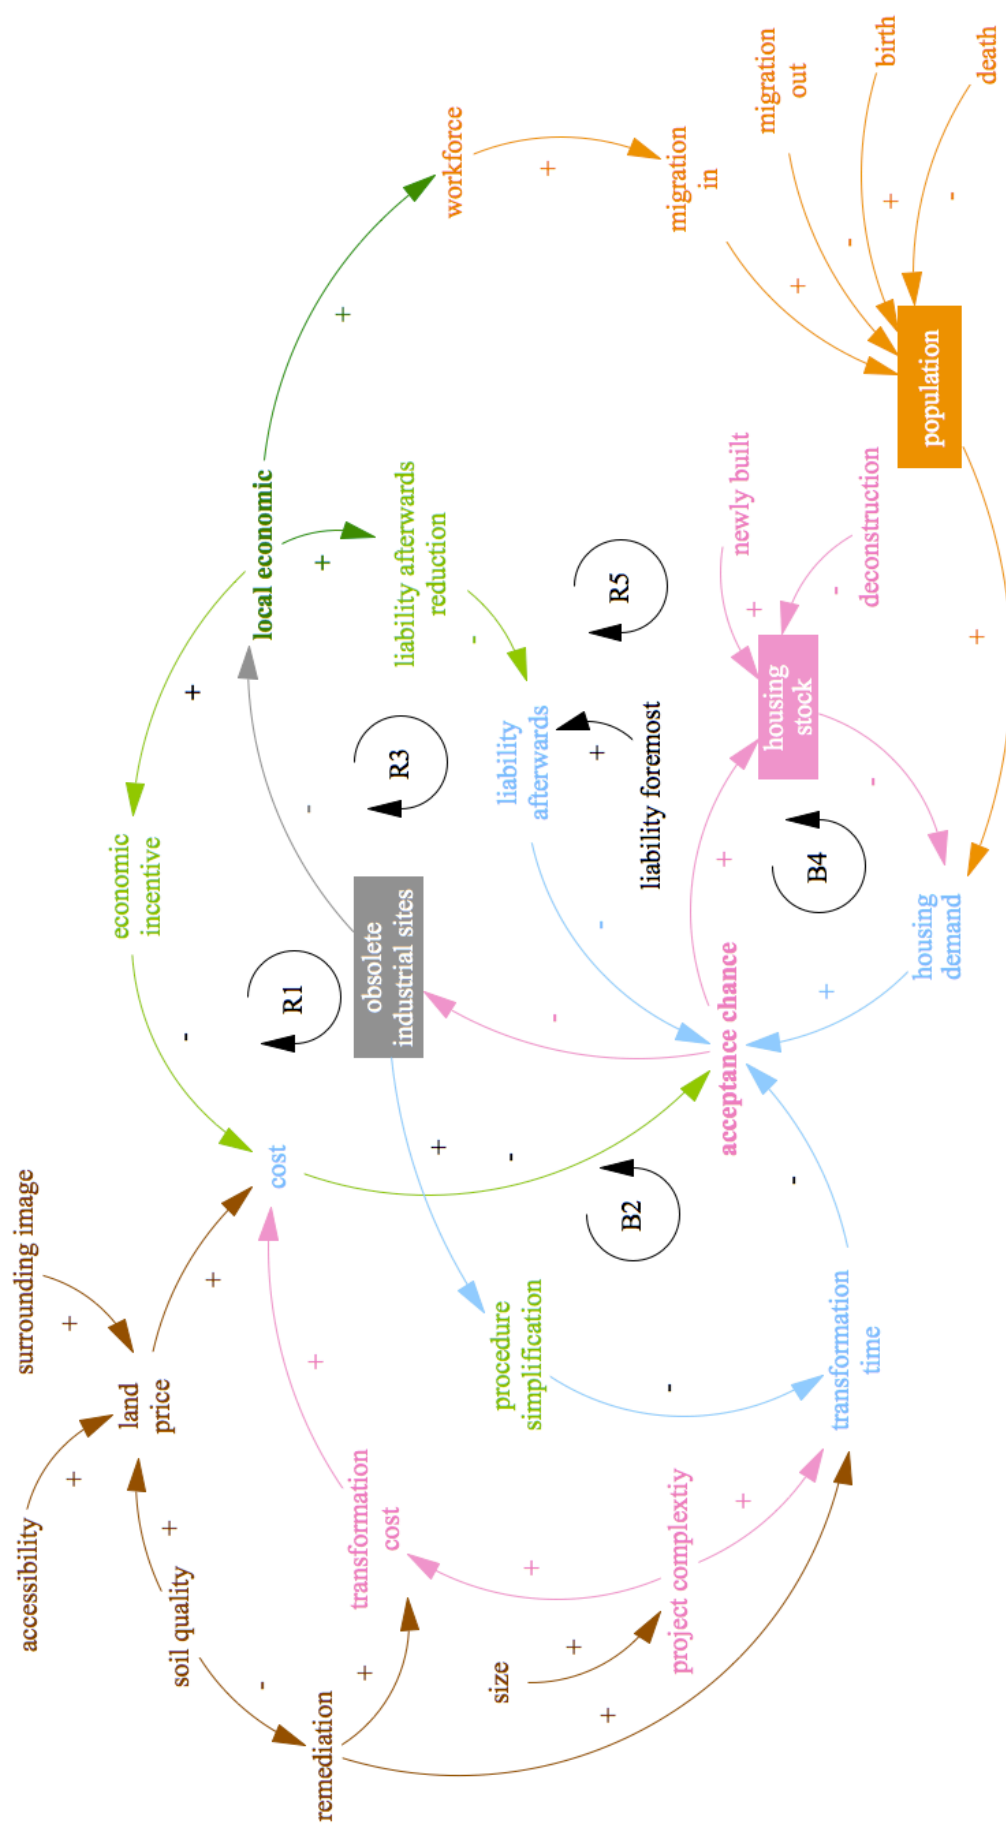 surrounding image
accessibility
+
+
land
price
economic
incentive
+
soil quality
-
+
+
-
local economic
cost
R1
remediation
+
-
+
+
transformation
cost
+
obsolete
industrial sites
R3
liability afterwards
reduction
+
workforce
-
size
procedure
simplification
-
liability
afterwards
+
+
-
+
+
-
+
R5
B2
liability foremost
-
project complextiy
migration
in
+
acceptance chance
newly built
+
+
migration
out
housing
stock
-
+
B4
+
-
-
transformation
time
deconstruction
-
+
birth
housing
demand
population
-
+
death